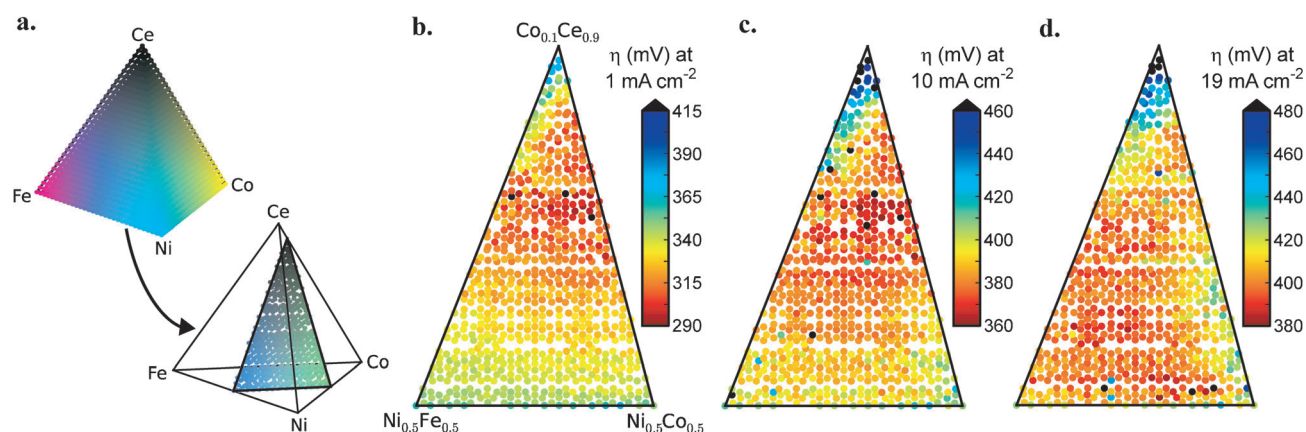 a.
Ce
Fe
Co
Ni
Ce
Fe
Co
Ni
b.
Co0.1Ce0.9
η (mV) at
1 mA cm−2
415
390
365
340
315
290
Ni0.5Fe0.5
Ni0.5Co0.5
c.
η (mV) at
10 mA cm−2
460
440
420
400
380
360
d.
η (mV) at
19 mA cm−2
480
460
440
420
400
380